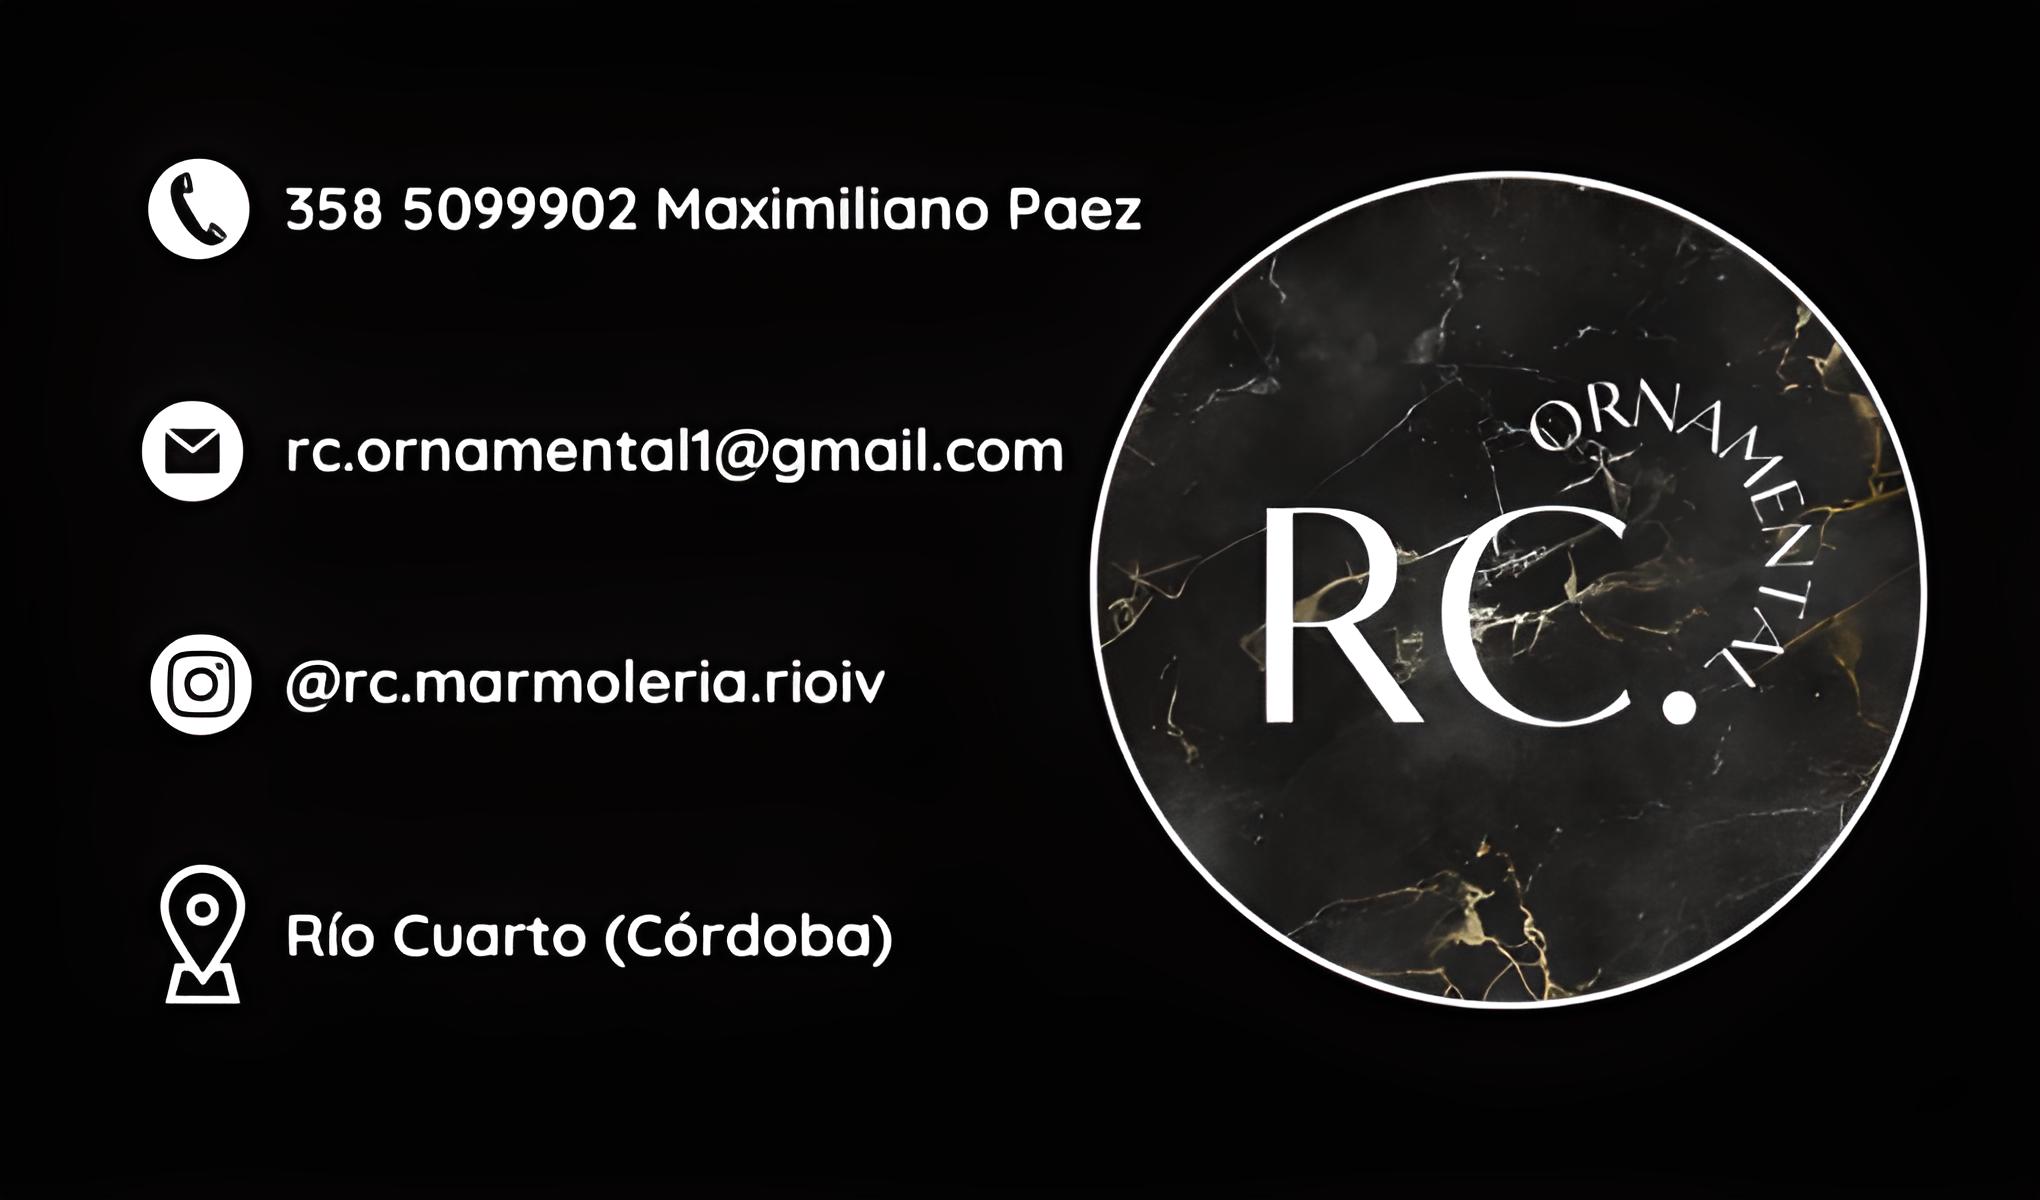 358 5099902 Maximiliano Paez
rc.ornamental1@gmail.com
@rc.marmoleria.rioiv
Río Cuarto (Córdoba)
ORNAMENTAL
RC.